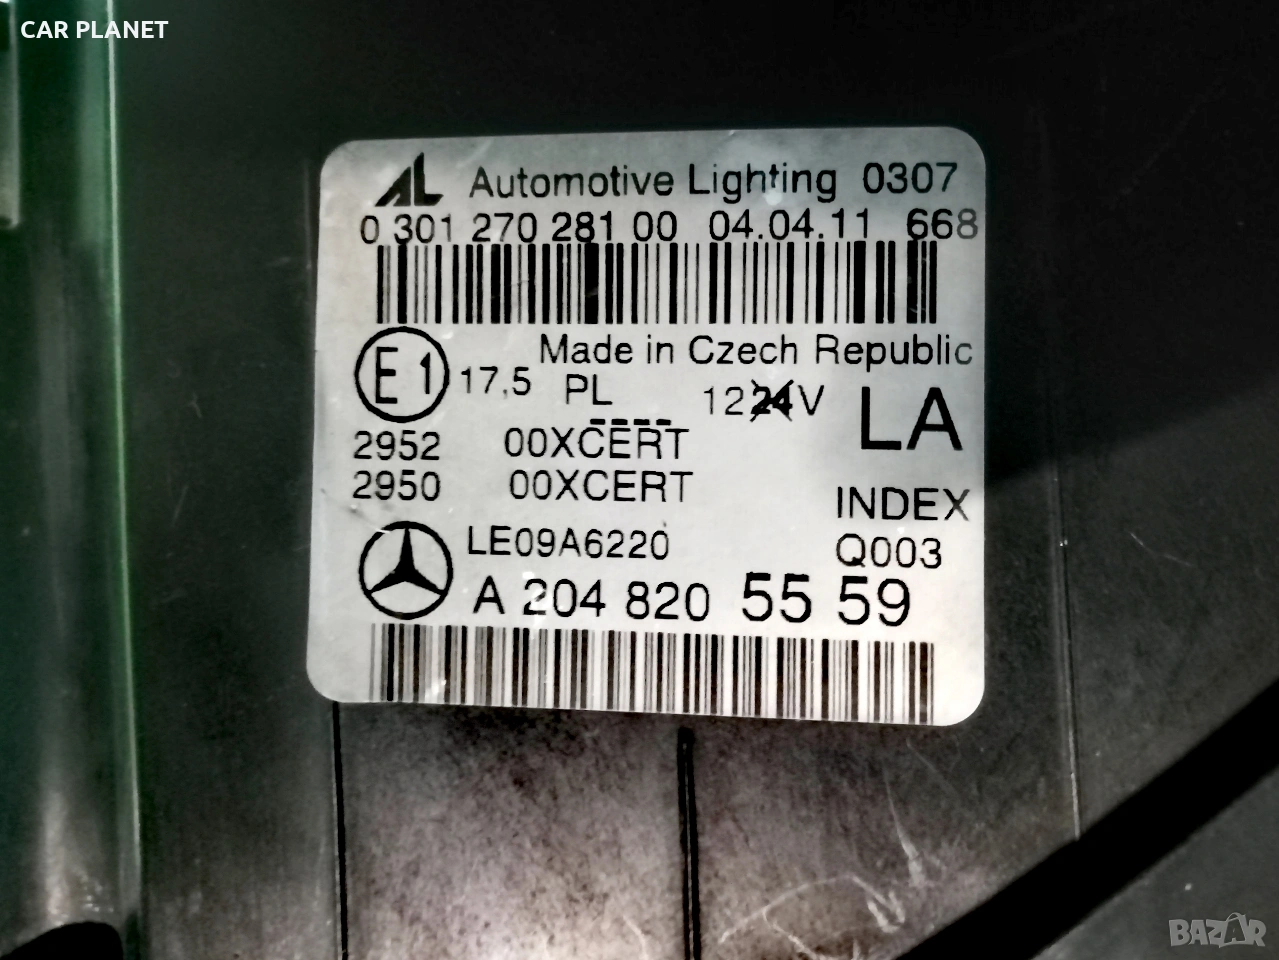 CAR PLANET
AL Automotive Lighting 0307
0 301 270 281 00 04.04.11 668
Made in Czech Republic
E1 17,5 PL 1224V LA
2952 00XCERT
2950 00XCERT
INDEX
LE09A6220 Q003
A 204 820 55 59
BAZAR